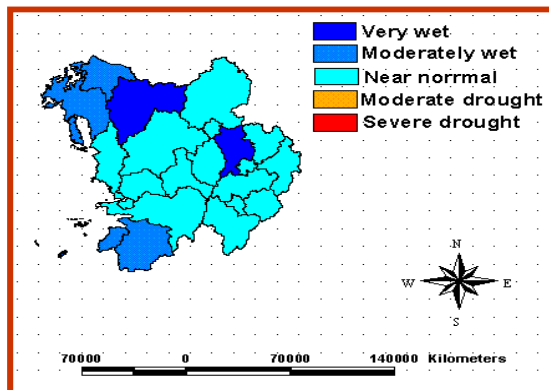 Very wet
Moderately wet
Near norrmal
Moderate drought
Severe drought
N
W E
S
70000 0 70000 140000 Kilometers